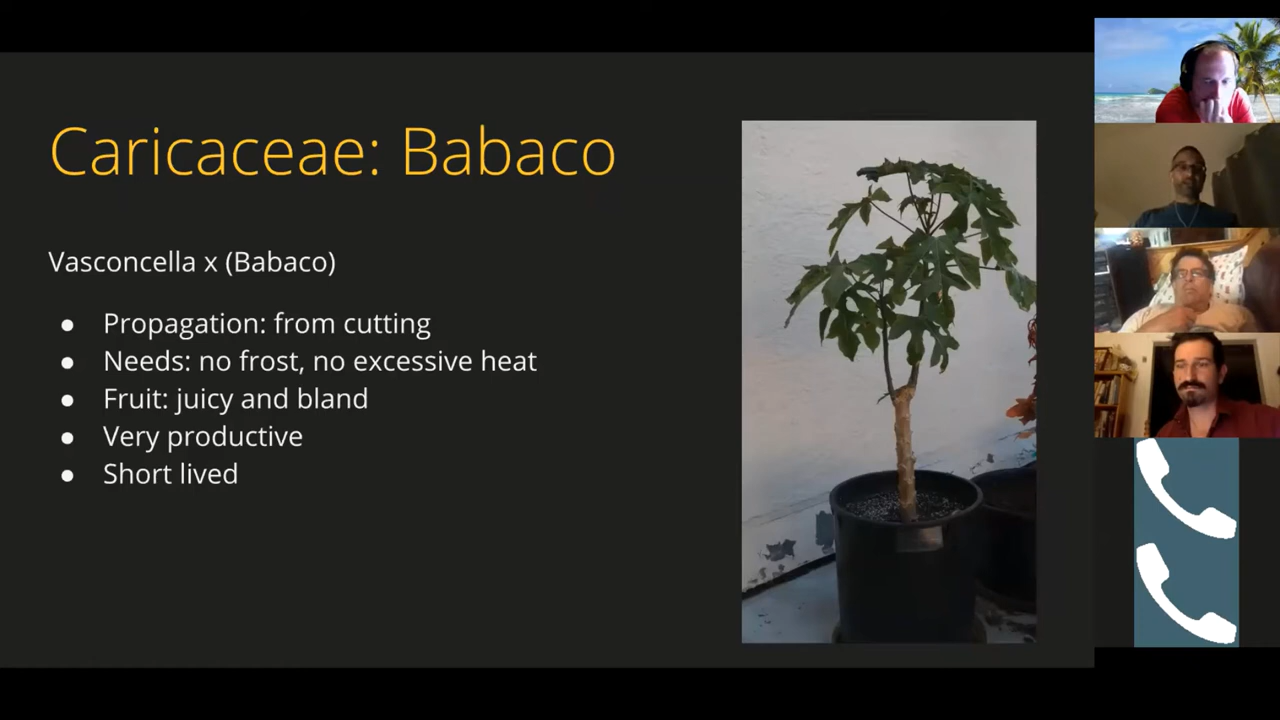 Caricaceae: Babaco
Vasconcella x (Babaco)
● Propagation: from cutting
● Needs: no frost, no excessive heat
● Fruit: juicy and bland
● Very productive
● Short lived